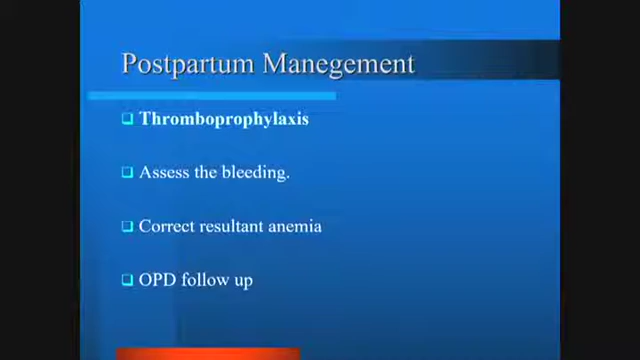 Postpartum Manegement
Thromboprophylaxis
Assess the bleeding.
Correct resultant anemia
OPD follow up